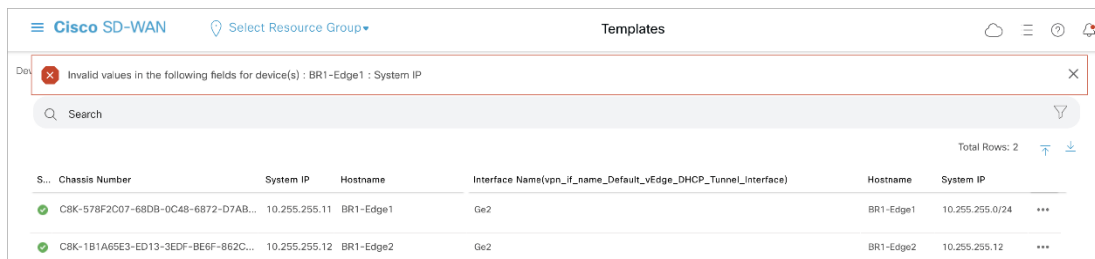 Cisco SD-WAN Select Resource Group Templates
Dev
Invalid values in the following fields for device(s) : BR1-Edge1 : System IP
Search
Total Rows: 2
S... Chassis Number System IP Hostname Interface Name(vpn_if_name_Default_vEdge_DHCP_Tunnel_Interface) Hostname System IP
C8K-578F2C07-68DB-0C48-6872-D7AB... 10.255.255.11 BR1-Edge1 Ge2 BR1-Edge1 10.255.255.0/24 •••
C8K-1B1A65E3-ED13-3EDF-BE6F-862C... 10.255.255.12 BR1-Edge2 Ge2 BR1-Edge2 10.255.255.12 •••